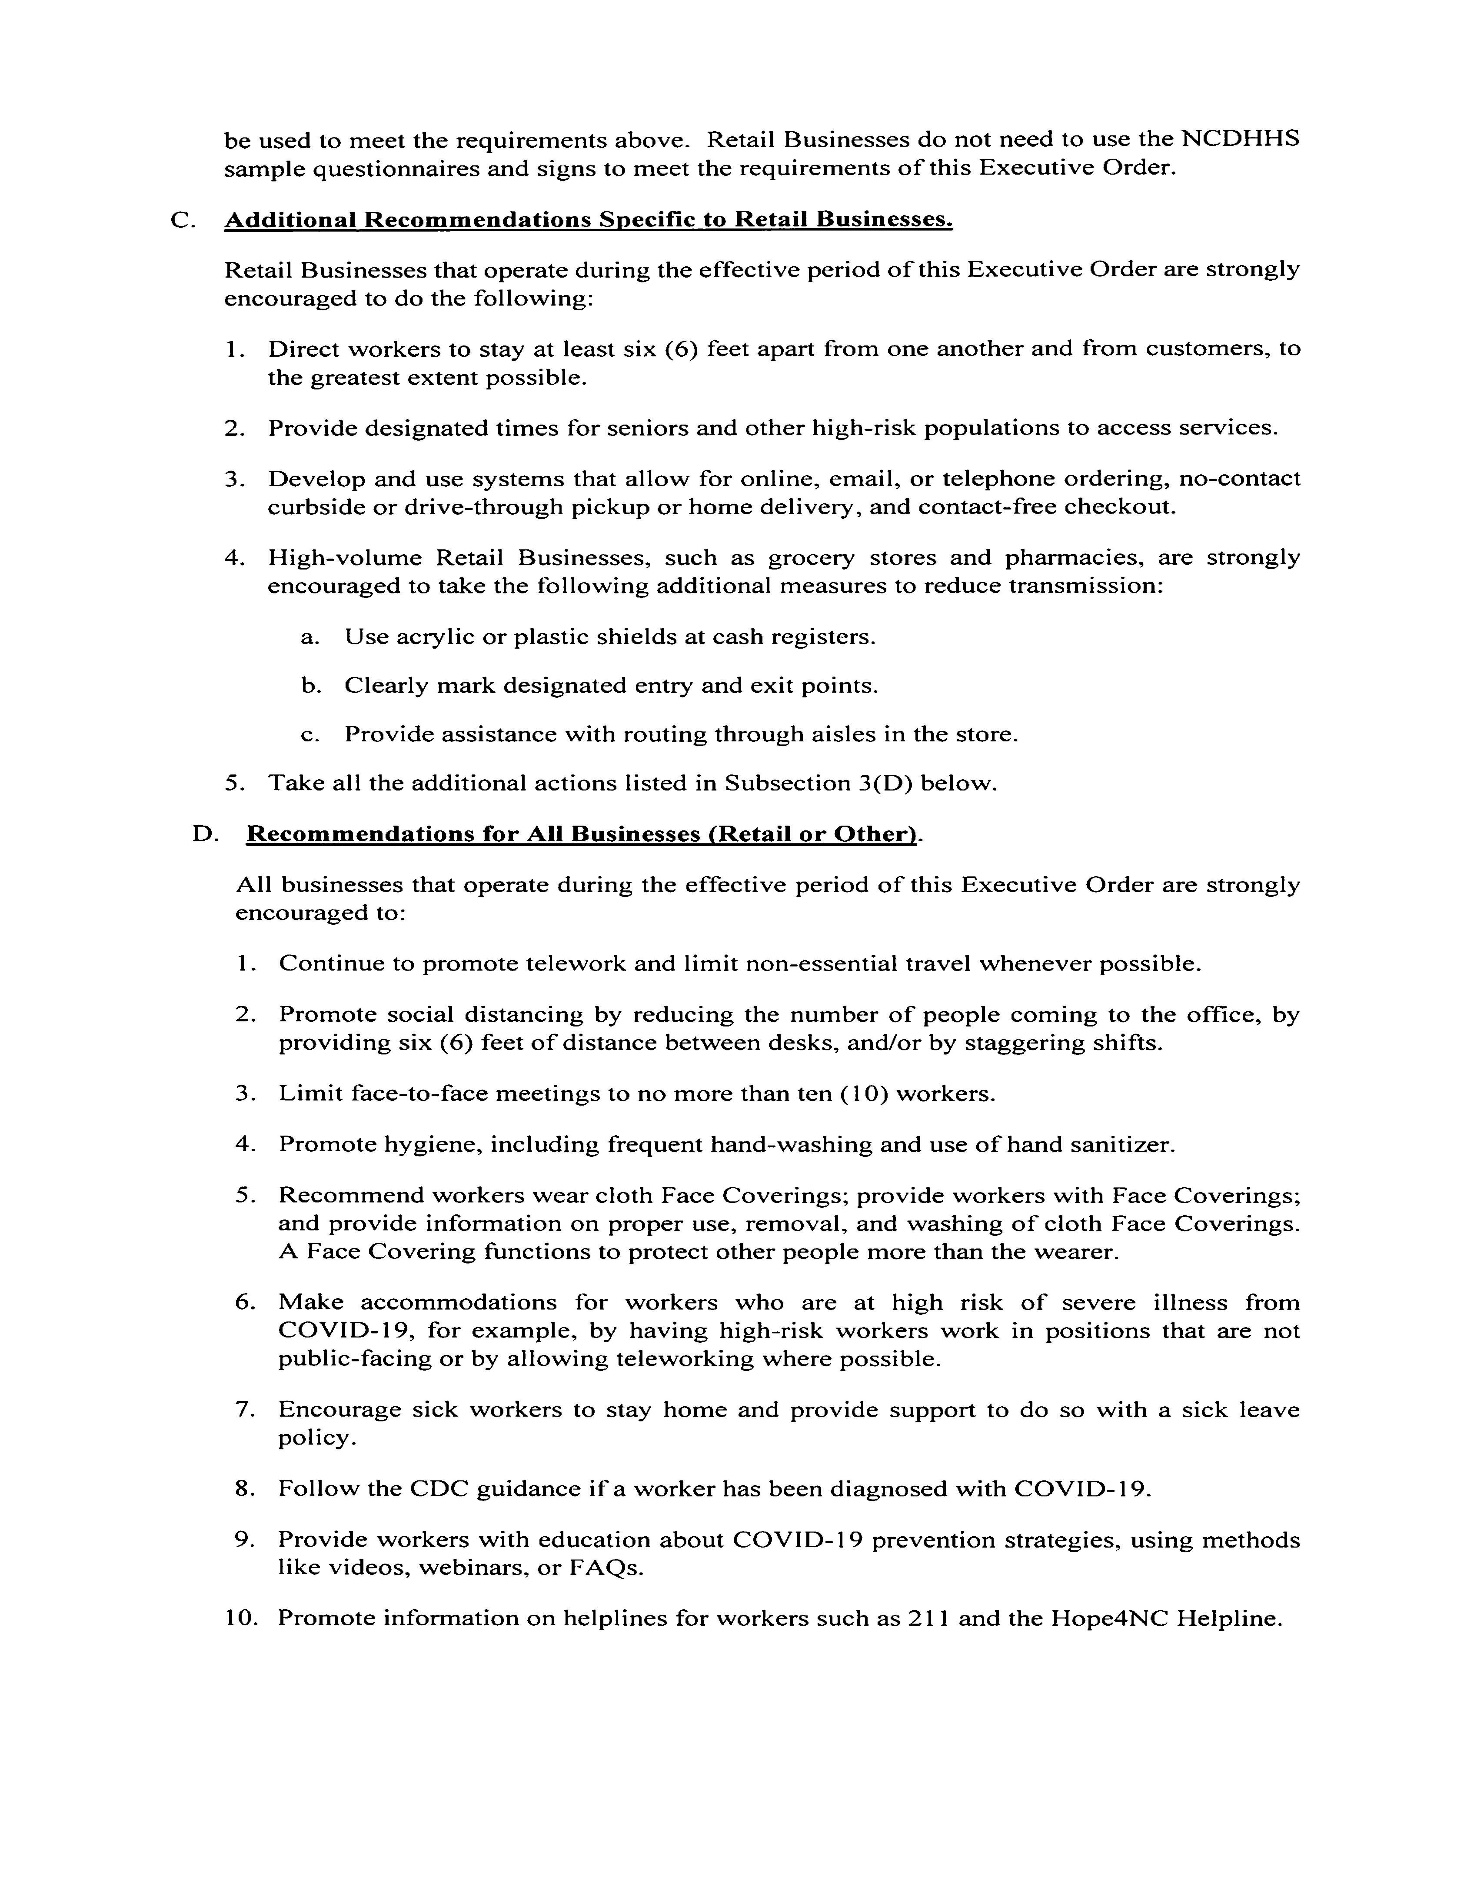 be used to meet the requirements above. Retail Businesses do not need to use the NCDHHS
sample questionnaires and signs to meet the requirements of this Executive Order.
C. Additional Recommendations Specific to Retail Businesses.
Retail Businesses that operate during the effective period of this Executive Order are strongly
encouraged to do the following:
1. Direct workers to stay at least six (6) feet apart from one another and from customers, to
the greatest extent possible.
2. Provide designated times for seniors and other high-risk populations to access services.
3. Develop and use systems that allow for online, email, or telephone ordering, no-contact
curbside or drive-through pickup or home delivery, and contact-free checkout.
4. High-volume Retail Businesses, such as grocery stores and pharmacies, are strongly
encouraged to take the following additional measures to reduce transmission:
a. Use acrylic or plastic shields at cash registers.
b. Clearly mark designated entry and exit points.
c. Provide assistance with routing through aisles in the store.
5. Take all the additional actions listed in Subsection 3(D) below.
D. Recommendations for All Businesses (Retail or Other).
All businesses that operate during the effective period of this Executive Order are strongly
encouraged to:
1. Continue to promote telework and limit non-essential travel whenever possible.
2. Promote social distancing by reducing the number of people coming to the office, by
providing six (6) feet of distance between desks, and/or by staggering shifts.
3. Limit face-to-face meetings to no more than ten (10) workers.
4. Promote hygiene, including frequent hand-washing and use of hand sanitizer.
5. Recommend workers wear cloth Face Coverings; provide workers with Face Coverings;
and provide information on proper use, removal, and washing of cloth Face Coverings.
A Face Covering functions to protect other people more than the wearer.
6. Make accommodations for workers who are at high risk of severe illness from
COVID-19, for example, by having high-risk workers work in positions that are not
public-facing or by allowing teleworking where possible.
7. Encourage sick workers to stay home and provide support to do so with a sick leave
policy.
8. Follow the CDC guidance if a worker has been diagnosed with COVID-19.
9. Provide workers with education about COVID-19 prevention strategies, using methods
like videos, webinars, or FAQs.
10. Promote information on helplines for workers such as 211 and the Hope4NC Helpline.